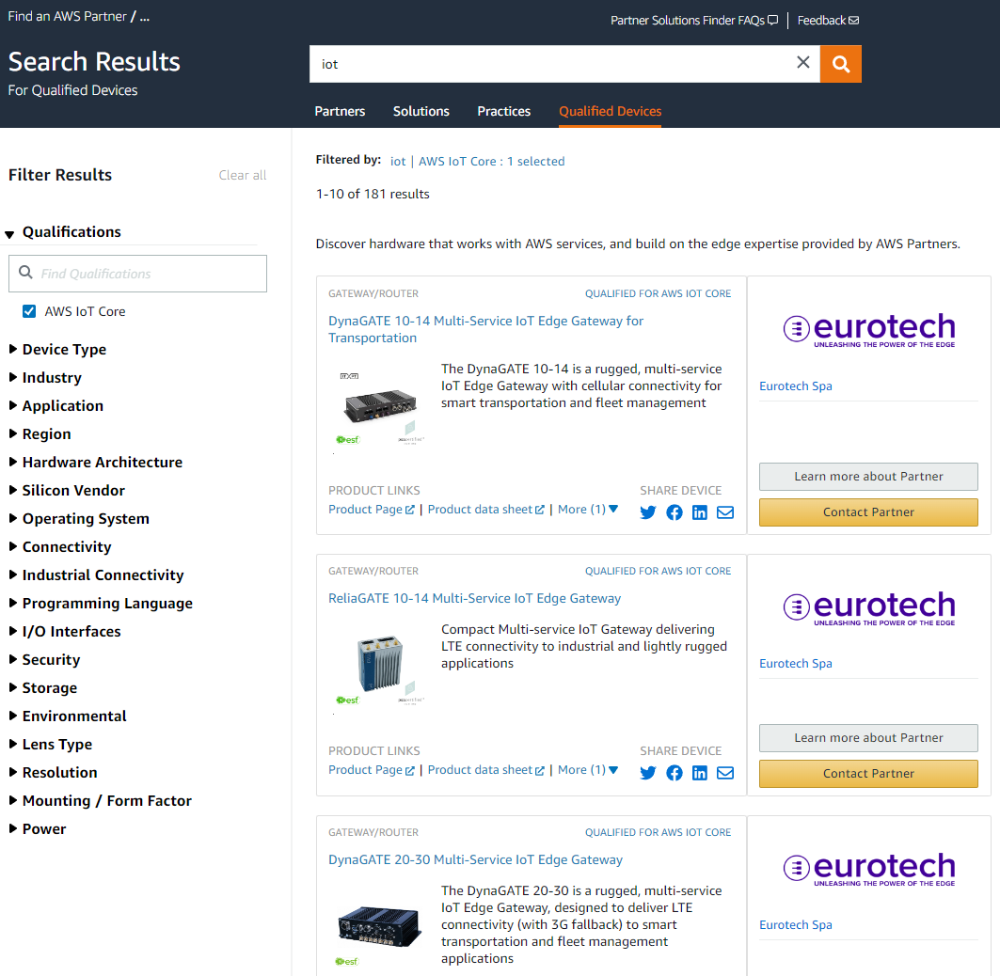 Find an AWS Partner / ...
Partner Solutions Finder FAQs | Feedback
Search Results
For Qualified Devices
iot
Partners Solutions Practices Qualified Devices
Filter Results
Clear all
Qualifications
Find Qualifications
AWS IoT Core
Device Type
Industry
Application
Region
Hardware Architecture
Silicon Vendor
Operating System
Connectivity
Industrial Connectivity
Programming Language
I/O Interfaces
Security
Storage
Environmental
Lens Type
Resolution
Mounting / Form Factor
Power
Filtered by: iot | AWS IoT Core : 1 selected
1-10 of 181 results
Discover hardware that works with AWS services, and build on the edge expertise provided by AWS Partners.
GATEWAY/ROUTER
QUALIFIED FOR AWS IOT CORE
DynaGATE 10-14 Multi-Service IoT Edge Gateway for
Transportation
The DynaGATE 10-14 is a rugged, multi-service
IoT Edge Gateway with cellular connectivity for
smart transportation and fleet management
esf
PRODUCT LINKS
Product Page | Product data sheet | More (1)
SHARE DEVICE
eurotech
UNLEASHING THE POWER OF THE EDGE
Eurotech Spa
Learn more about Partner
Contact Partner
GATEWAY/ROUTER
QUALIFIED FOR AWS IOT CORE
ReliaGATE 10-14 Multi-Service IoT Edge Gateway
Compact Multi-service IoT Gateway delivering
LTE connectivity to industrial and lightly rugged
applications
esf
PRODUCT LINKS
Product Page | Product data sheet | More (1)
SHARE DEVICE
eurotech
UNLEASHING THE POWER OF THE EDGE
Eurotech Spa
Learn more about Partner
Contact Partner
GATEWAY/ROUTER
QUALIFIED FOR AWS IOT CORE
DynaGATE 20-30 Multi-Service IoT Edge Gateway
The DynaGATE 20-30 is a rugged, multi-service
IoT Edge Gateway, designed to deliver LTE
connectivity (with 3G fallback) to smart
transportation and fleet management
applications
esf
eurotech
UNLEASHING THE POWER OF THE EDGE
Eurotech Spa